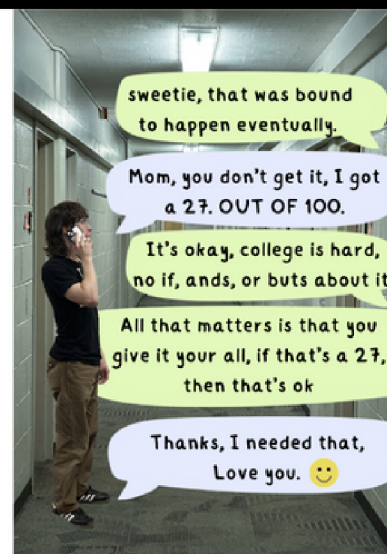 sweetie, that was bound
to happen eventually.
Mom, you don't get it, I got
a 27. OUT OF 100.
It's okay, college is hard,
no if, ands, or buts about it
All that matters is that you
give it your all, if that's a 27,
then that's ok
Thanks, I needed that,
Love you. 🙂